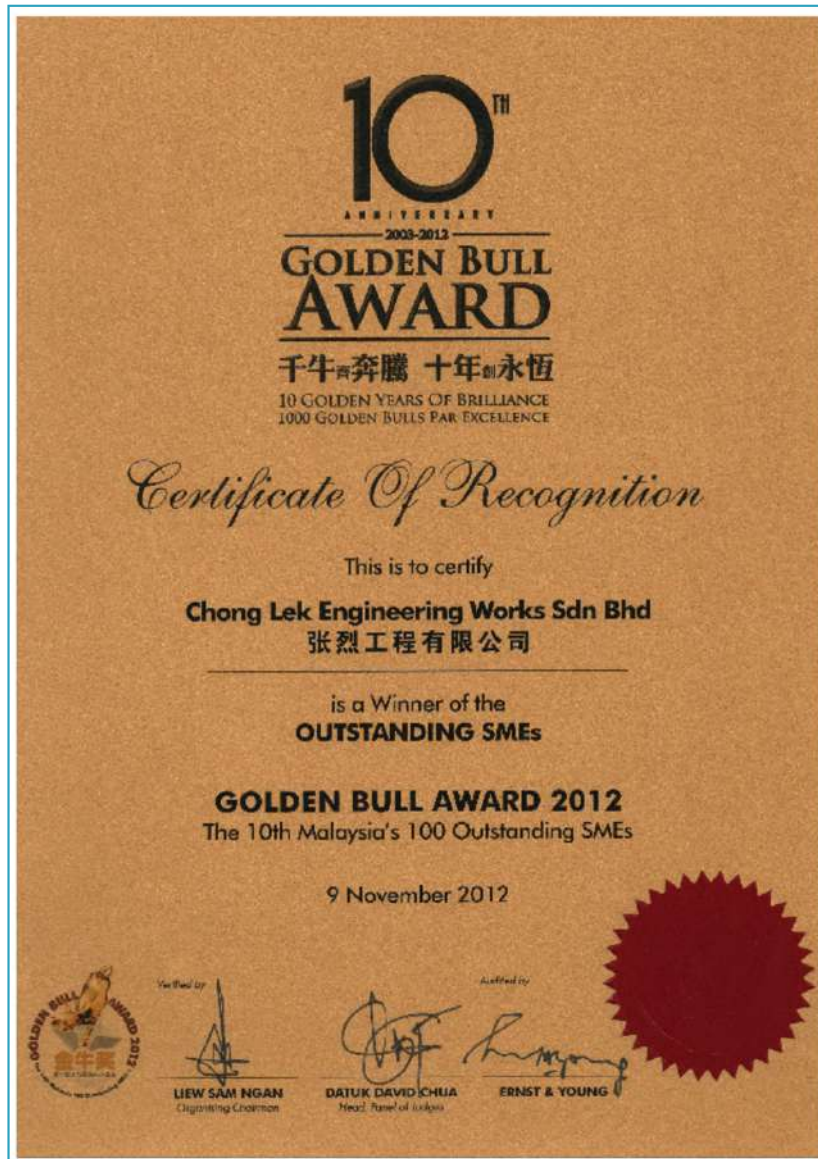 10TH
ANNIVERSARY
2003-2012
GOLDEN BULL
AWARD
千牛齊奔騰 十年創永恆
10 GOLDEN YEARS OF BRILLIANCE
1000 GOLDEN BULLS PAR EXCELLENCE
Certificate Of Recognition
This is to certify
Chong Lek Engineering Works Sdn Bhd
张烈工程有限公司
is a Winner of the
OUTSTANDING SMEs
GOLDEN BULL AWARD 2012
The 10th Malaysia's 100 Outstanding SMEs
9 November 2012
GOLDEN BULL AWARD 2012
金牛奖
Verified by
Audited by
LIEW SAM NGAN
Organising Chairman
DATUK DAVID CHUA
Head, Panel of Judges
ERNST & YOUNG